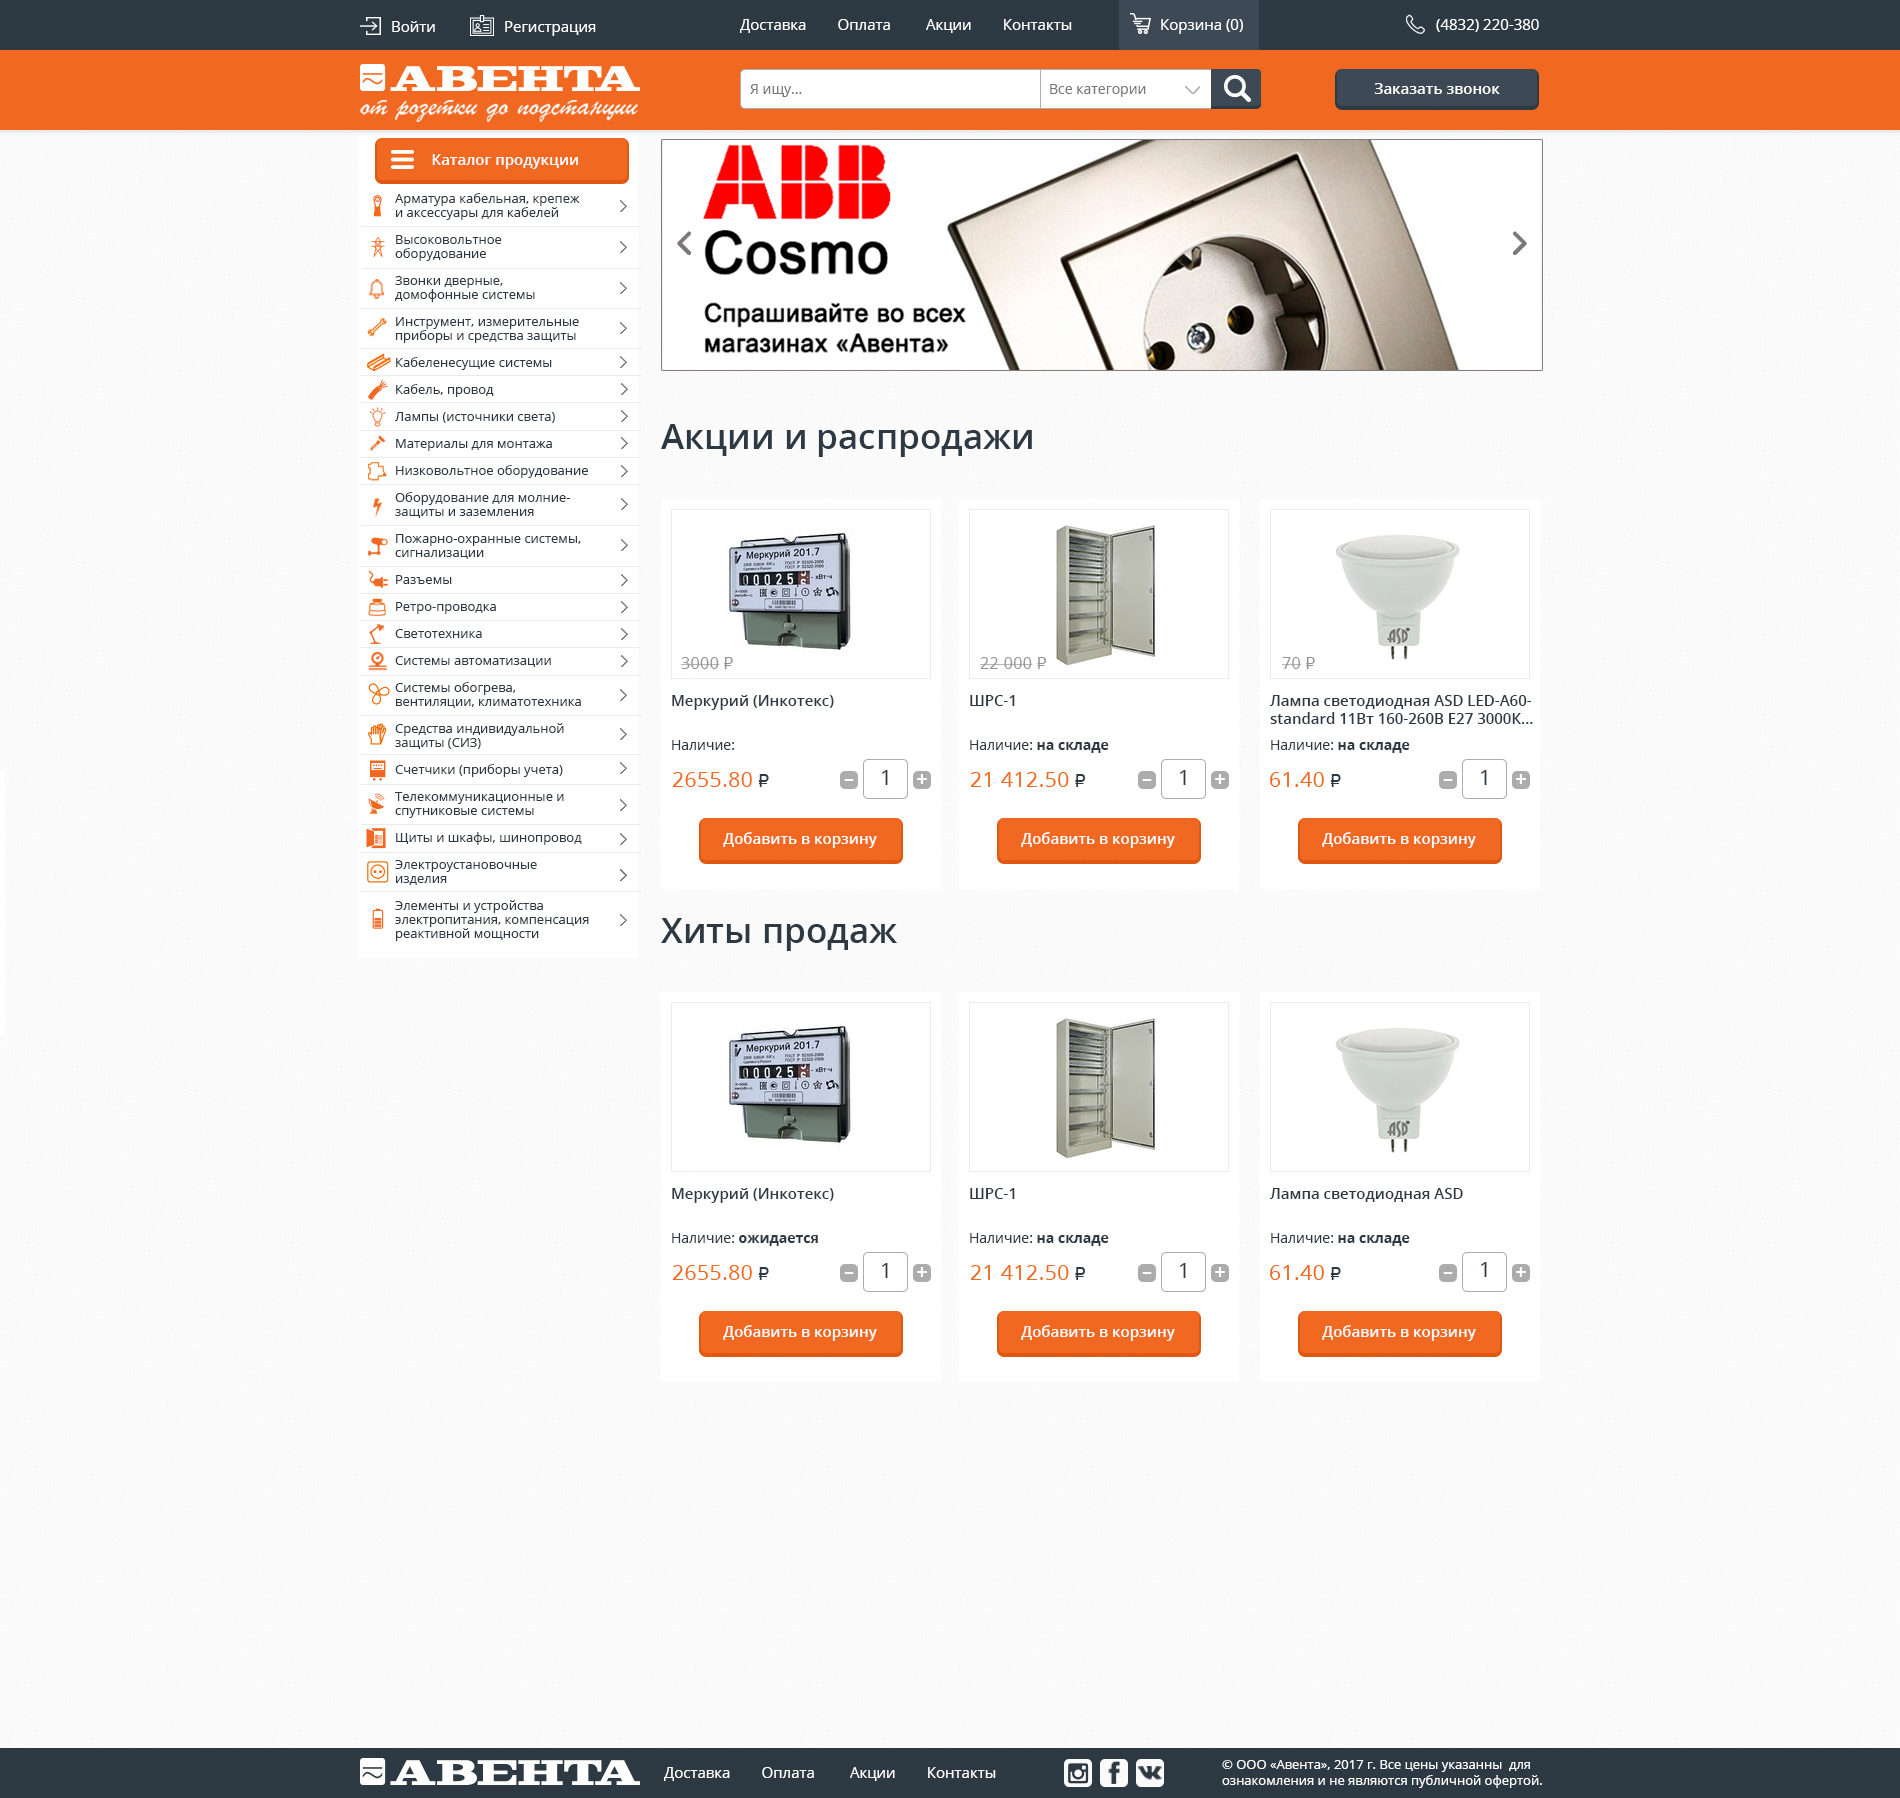 Войти
Регистрация
Доставка
Оплата
Акции
Контакты
Корзина (0)
(4832) 220-380
АВЕНТА
от розетки до подстанции
Я ищу...
Все категории
Заказать звонок
Каталог продукции
Арматура кабельная, крепеж
и аксессуары для кабелей
Высоковольтное
оборудование
Звонки дверные,
домофонные системы
Инструмент, измерительные
приборы и средства защиты
Кабеленесущие системы
Кабель, провод
Лампы (источники света)
Материалы для монтажа
Низковольтное оборудование
Оборудование для молние-
защиты и заземления
Пожарно-охранные системы,
сигнализации
Разъемы
Ретро-проводка
Светотехника
Системы автоматизации
Системы обогрева,
вентиляции, климатотехника
Средства индивидуальной
защиты (СИЗ)
Счетчики (приборы учета)
Телекоммуникационные и
спутниковые системы
Щиты и шкафы, шинопровод
Электроустановочные
изделия
Элементы и устройства
электропитания, компенсация
реактивной мощности
ABB
Cosmo
Спрашивайте во всех
магазинах «Авента»
Акции и распродажи
Меркурий 201.7
00025
кВт·ч
3000 ₽
Меркурий (Инкотекс)
Наличие:
2655.80 ₽
1
Добавить в корзину
22 000 ₽
ШРС-1
Наличие: на складе
21 412.50 ₽
1
Добавить в корзину
ASD
70 ₽
Лампа светодиодная ASD LED-A60-
standard 11Вт 160-260В Е27 3000К...
Наличие: на складе
61.40 ₽
1
Добавить в корзину
Хиты продаж
Меркурий 201.7
00025
кВт·ч
Меркурий (Инкотекс)
Наличие: ожидается
2655.80 ₽
1
Добавить в корзину
ШРС-1
Наличие: на складе
21 412.50 ₽
1
Добавить в корзину
ASD
Лампа светодиодная ASD
Наличие: на складе
61.40 ₽
1
Добавить в корзину
АВЕНТА
Доставка
Оплата
Акции
Контакты
© ООО «Авента», 2017 г. Все цены указанны для
ознакомления и не являются публичной офертой.